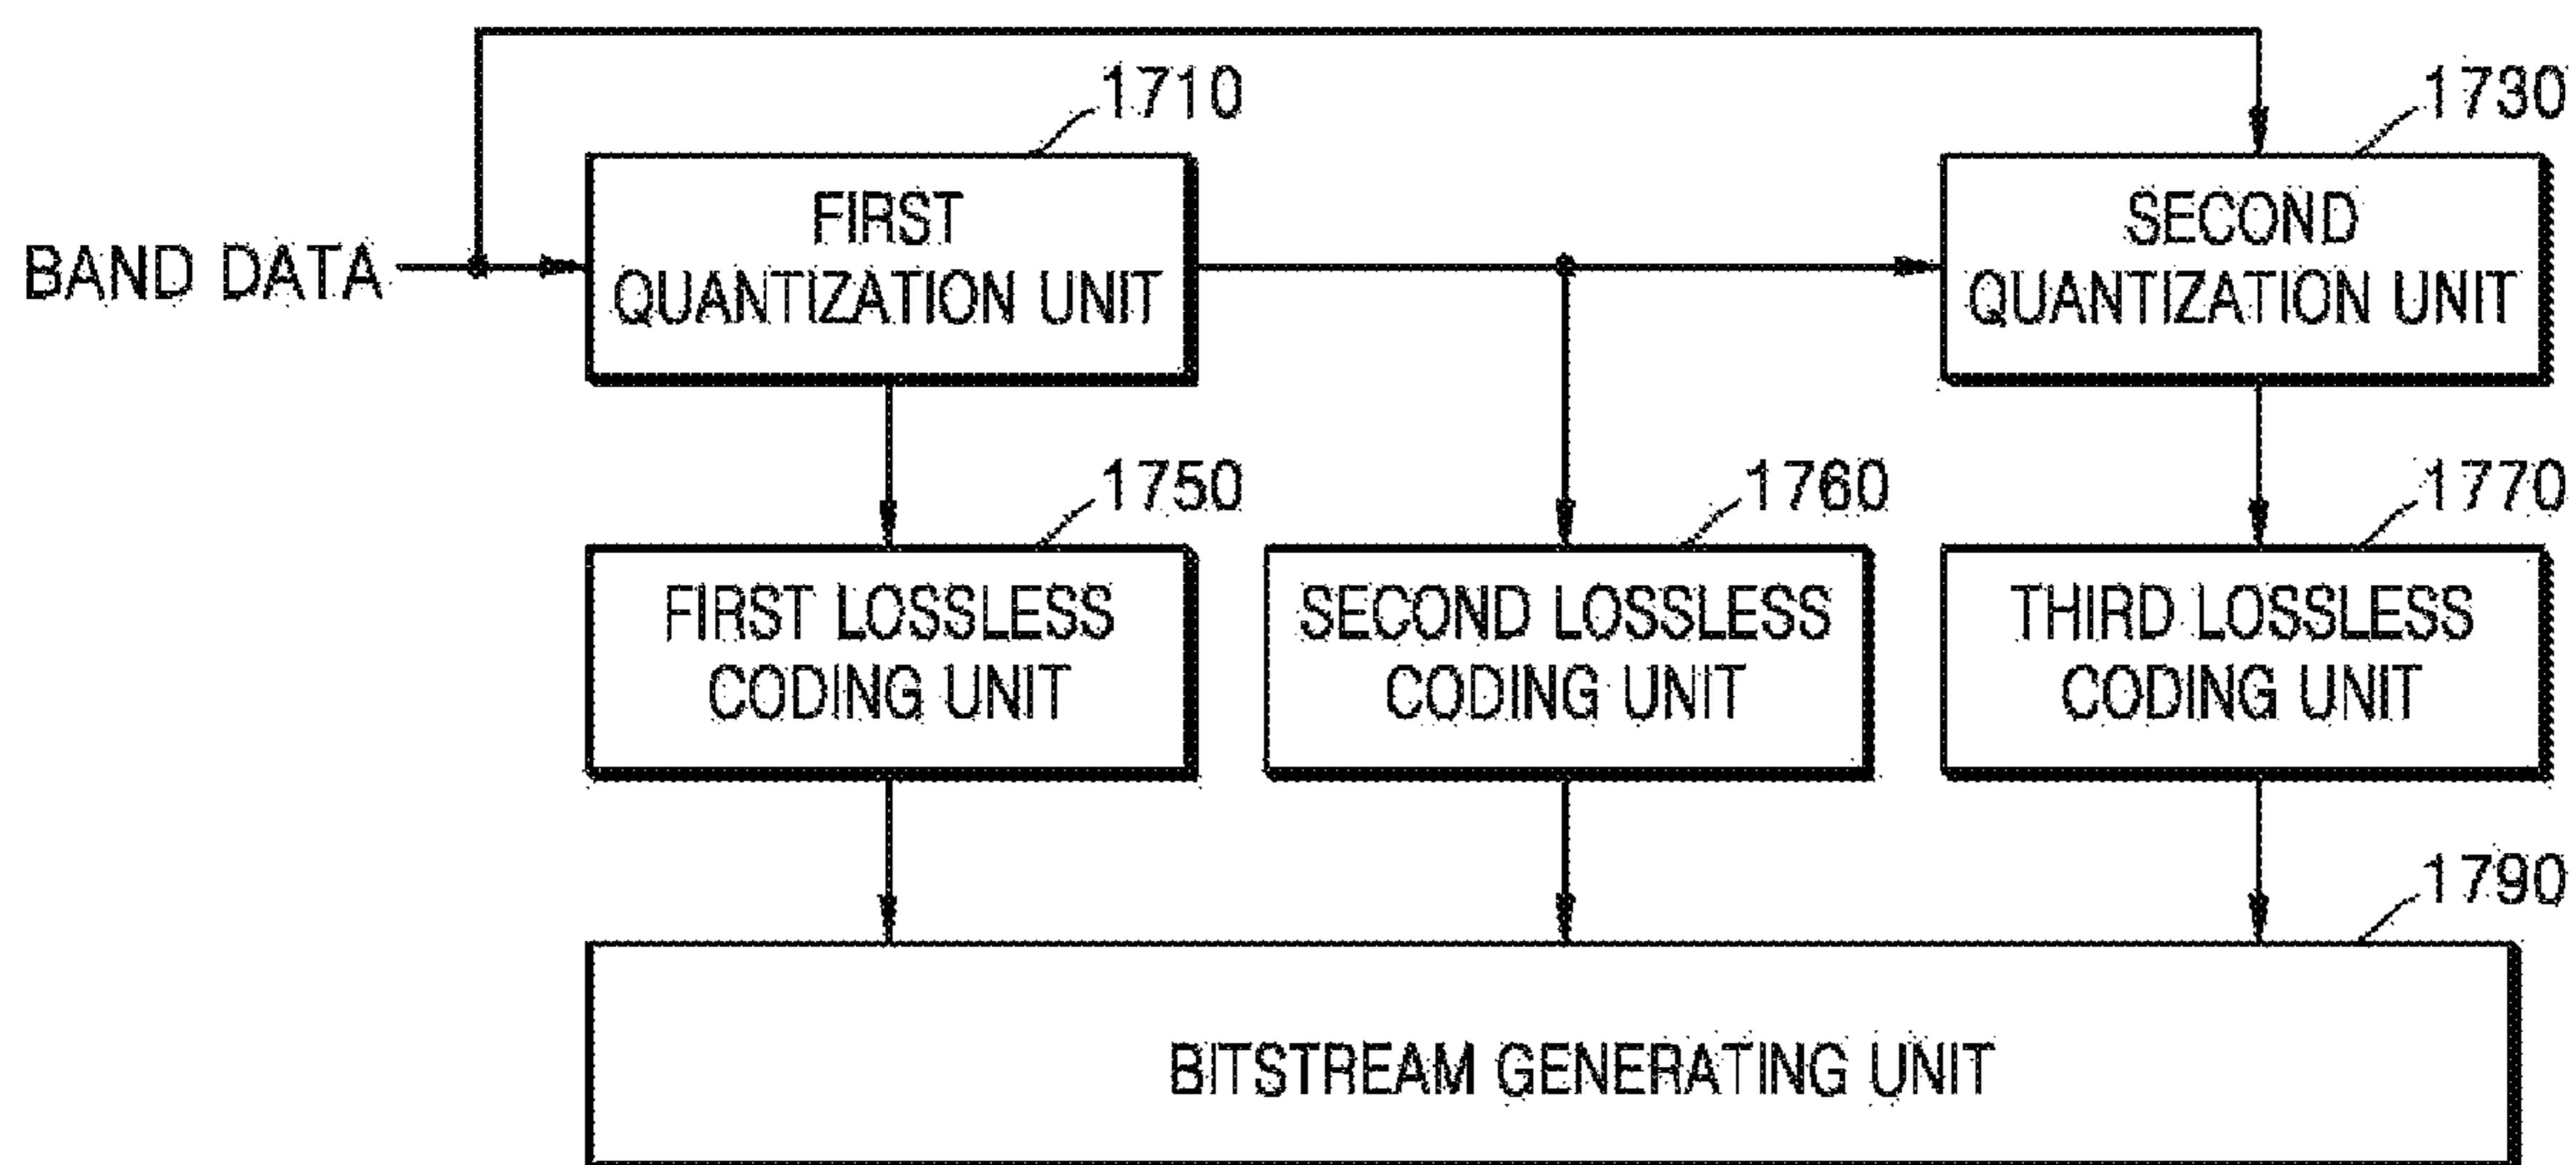 1710
1730
FIRST
QUANTIZATION UNIT
SECOND
QUANTIZATION UNIT
BAND DATA
1750
1760
1770
FIRST LOSSLESS
CODING UNIT
SECOND LOSSLESS
CODING UNIT
THIRD LOSSLESS
CODING UNIT
1790
BITSTREAM GENERATING UNIT